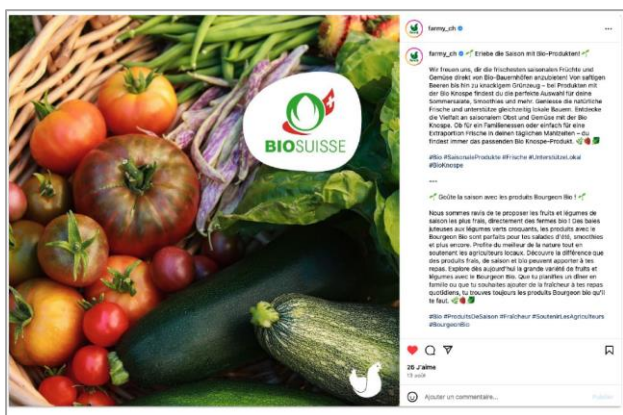 BIOSUISSE
farmy_ch
farmy_ch 🌱 Erlebe die Saison mit Bio-Produkten! 🌱
Wir freuen uns, dir die frischesten saisonalen Früchte und
Gemüse direkt von Bio-Bauernhöfen anzubieten! Von saftigen
Beeren bis hin zu knackigem Grünzeug – bei Produkten mit
der Bio Knospe findest du die perfekte Auswahl für deine
Sommersalate, Smoothies und mehr. Geniesse die natürliche
Frische und unterstütze gleichzeitig lokale Bauern. Entdecke
die Vielfalt an saisonalem Obst und Gemüse mit der Bio
Knospe. Ob für ein Familienessen oder einfach für eine
Extraportion Frische in deinen täglichen Mahlzeiten – du
findest immer das passenden Bio Knospe-Produkt.
#Bio #SaisonaleProdukte #Frische #UnterstützeLokal
#BioKnospe
----
🌱 Goûte la saison avec les produits Bourgeon Bio ! 🌱
Nous sommes ravis de te proposer les fruits et légumes de
saison les plus frais, directement des fermes bio ! Des baies
juteuses aux légumes verts croquants, les produits avec le
Bourgeon Bio sont parfaits pour tes salades d'été, smoothies
et plus encore. Profite du meilleur de la nature tout en
soutenant les agriculteurs locaux. Découvre la différence que
des produits frais, de saison et bio peuvent apporter à tes
repas. Explore dès aujourd'hui la grande variété de fruits et
légumes avec le Bourgeon Bio. Que tu planifies un dîner en
famille ou que tu souhaites ajouter de la fraîcheur à tes repas
quotidiens, tu trouves toujours les produits Bourgeon bio qu'il
te faut.
#Bio #ProduitsDeSaison #Fraîcheur #SoutenirLesAgriculteurs
#BourgeonBio
26 J'aime
13 août
Ajouter un commentaire...
Publier